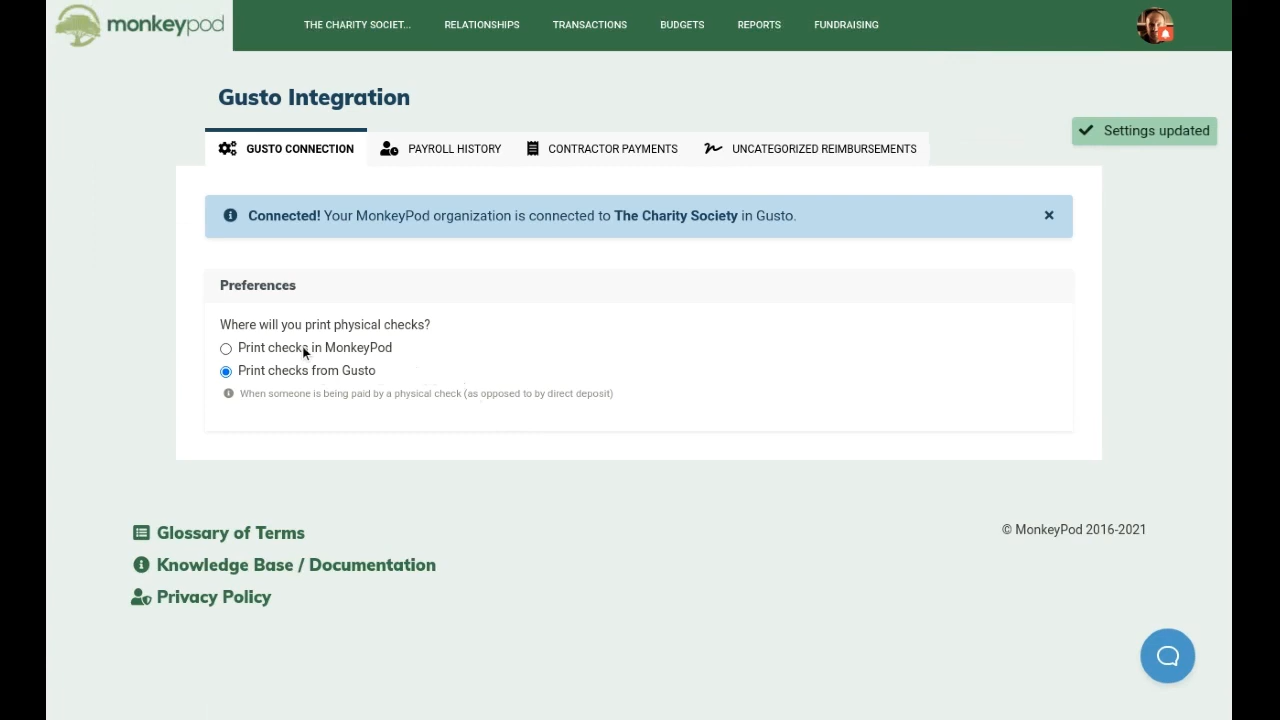 monkeypod
THE CHARITY SOCIET... RELATIONSHIPS TRANSACTIONS BUDGETS REPORTS FUNDRAISING
Gusto Integration
Settings updated
GUSTO CONNECTION PAYROLL HISTORY CONTRACTOR PAYMENTS UNCATEGORIZED REIMBURSEMENTS
Connected! Your MonkeyPod organization is connected to The Charity Society in Gusto.
Preferences
Where will you print physical checks?
Print checks in MonkeyPod
Print checks from Gusto
When someone is being paid by a physical check (as opposed to by direct deposit)
Glossary of Terms
© MonkeyPod 2016-2021
Knowledge Base / Documentation
Privacy Policy